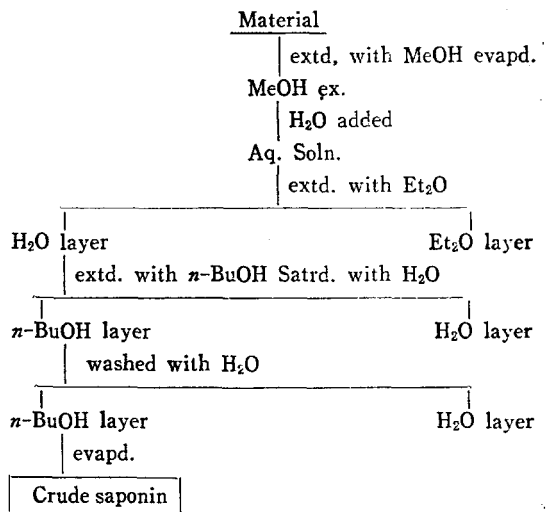 Material
extd, with MeOH evapd.
MeOH ex.
H₂O added
Aq. Soln.
extd. with Et₂O
H₂O layer Et₂O layer
extd. with n-BuOH Satrd. with H₂O
n-BuOH layer H₂O layer
washed with H₂O
n-BuOH layer H₂O layer
evapd.
Crude saponin